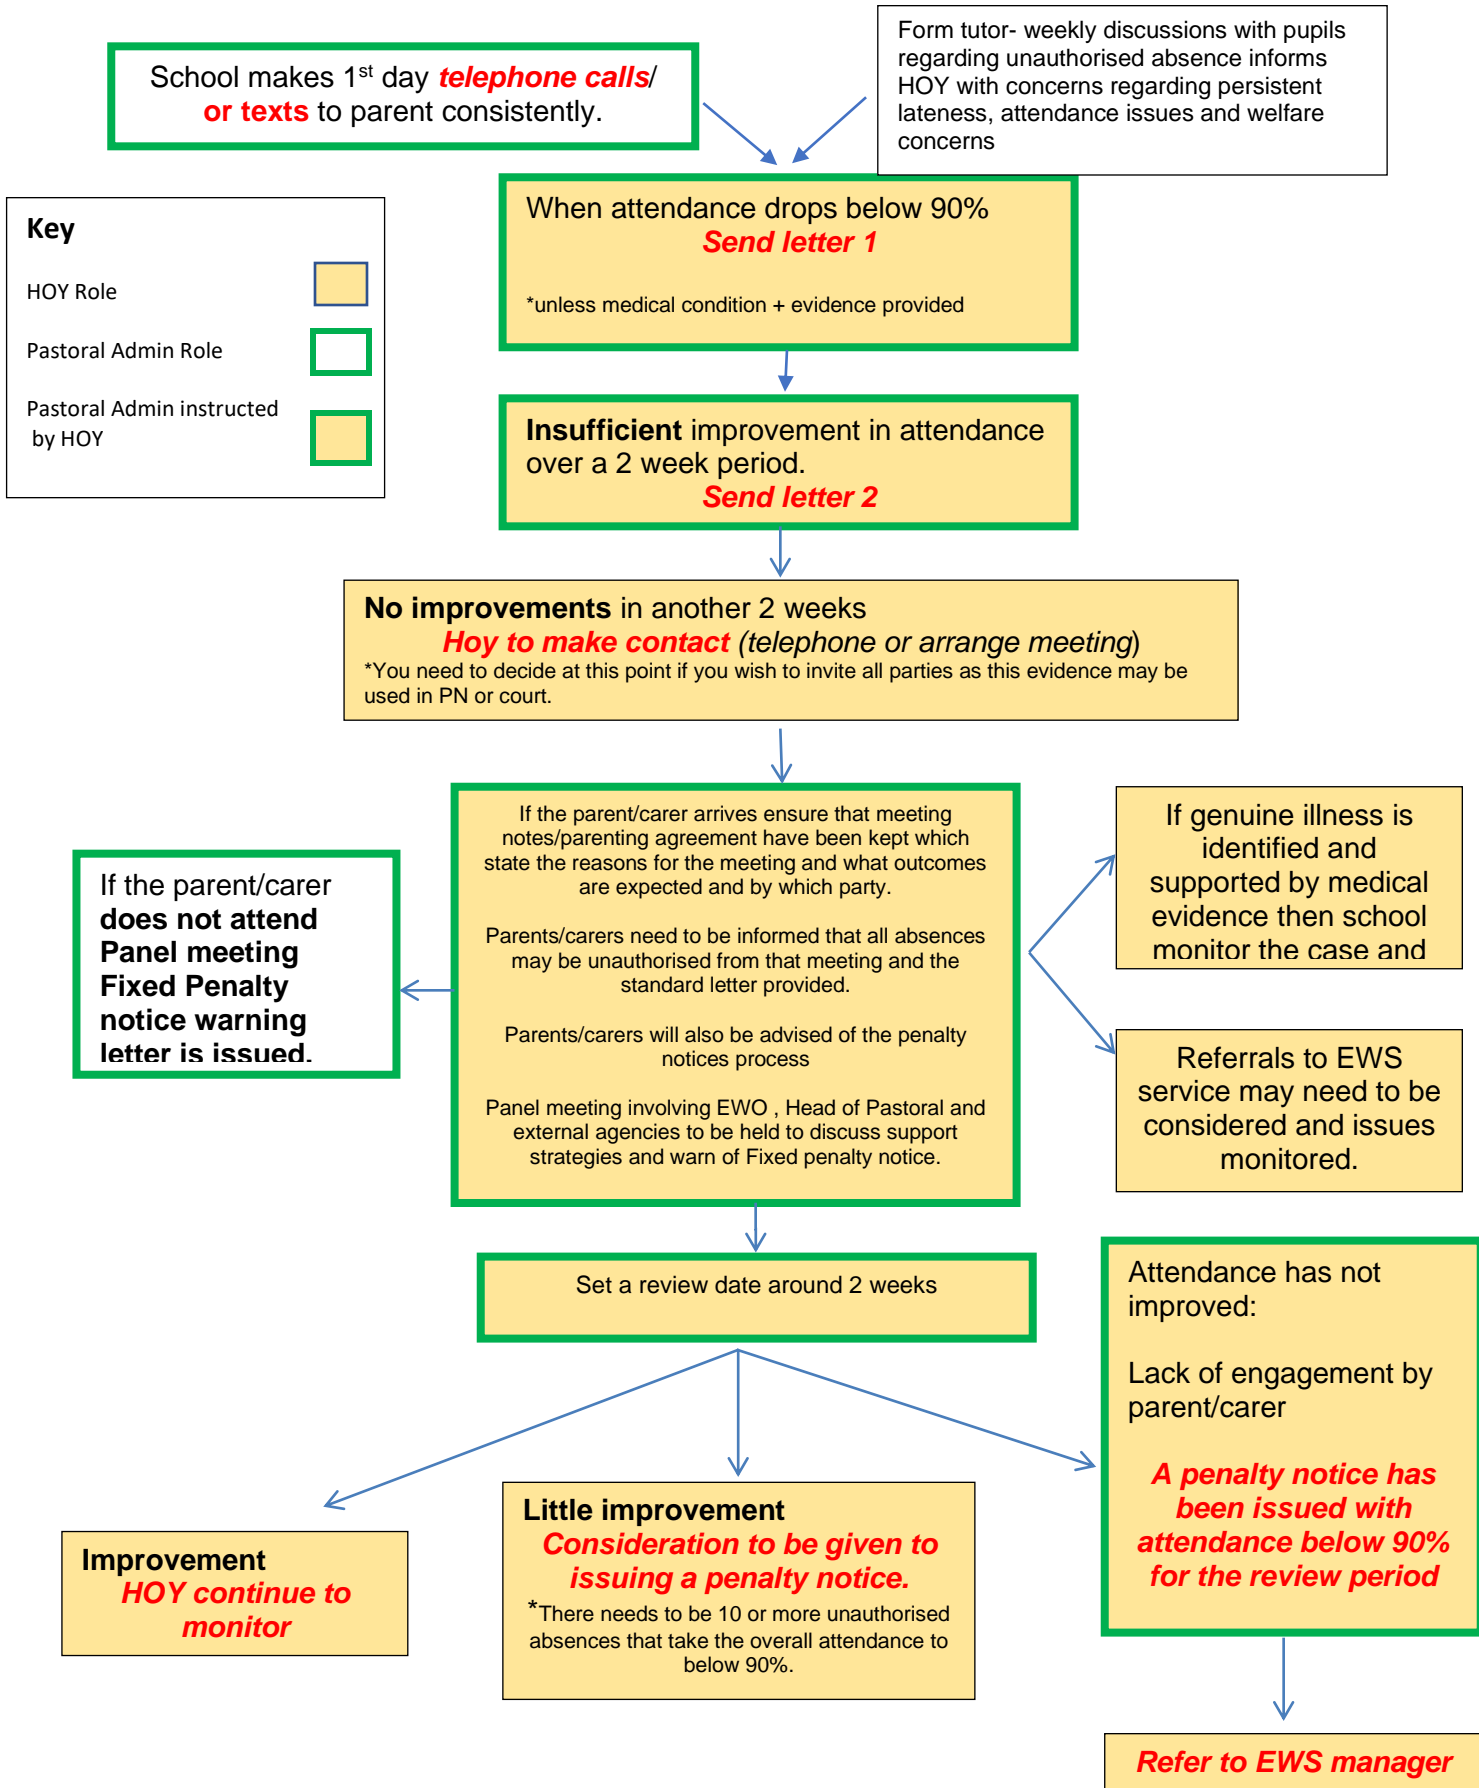 School makes 1st day telephone calls/
or texts to parent consistently.
Form tutor- weekly discussions with pupils
regarding unauthorised absence informs
HOY with concerns regarding persistent
lateness, attendance issues and welfare
concerns
Key
HOY Role
Pastoral Admin Role
Pastoral Admin instructed
by HOY
When attendance drops below 90%
Send letter 1
*unless medical condition + evidence provided
Insufficient improvement in attendance
over a 2 week period.
Send letter 2
No improvements in another 2 weeks
Hoy to make contact (telephone or arrange meeting)
*You need to decide at this point if you wish to invite all parties as this evidence may be
used in PN or court.
If the parent/carer
does not attend
Panel meeting
Fixed Penalty
notice warning
letter is issued.
If the parent/carer arrives ensure that meeting
notes/parenting agreement have been kept which
state the reasons for the meeting and what outcomes
are expected and by which party.
Parents/carers need to be informed that all absences
may be unauthorised from that meeting and the
standard letter provided.
Parents/carers will also be advised of the penalty
notices process
Panel meeting involving EWO , Head of Pastoral and
external agencies to be held to discuss support
strategies and warn of Fixed penalty notice.
If genuine illness is
identified and
supported by medical
evidence then school
monitor the case and
Referrals to EWS
service may need to be
considered and issues
monitored.
Set a review date around 2 weeks
Attendance has not
improved:
Lack of engagement by
parent/carer
A penalty notice has
been issued with
attendance below 90%
for the review period
Improvement
HOY continue to
monitor
Little improvement
Consideration to be given to
issuing a penalty notice.
*There needs to be 10 or more unauthorised
absences that take the overall attendance to
below 90%.
Refer to EWS manager